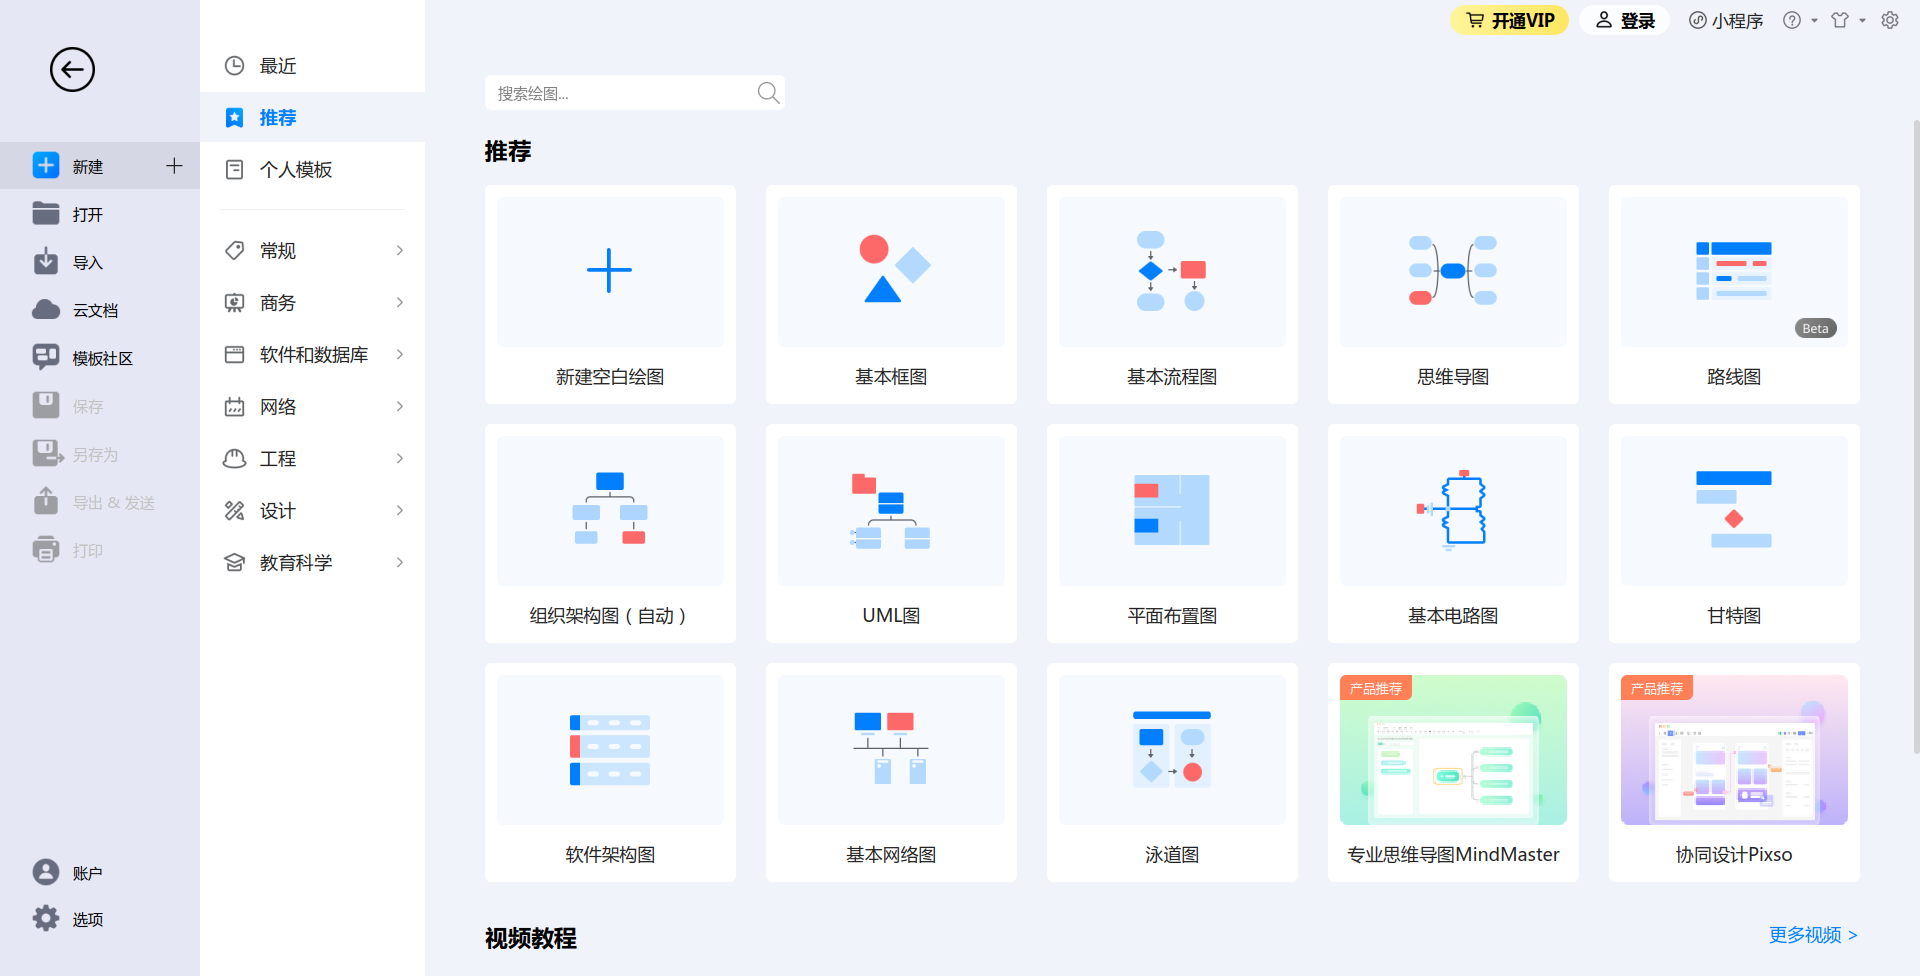 开通VIP
登录
小程序
新建
打开
导入
云文档
模板社区
保存
另存为
导出 & 发送
打印
账户
选项
最近
推荐
个人模板
常规
商务
软件和数据库
网络
工程
设计
教育科学
搜索绘图...
推荐
新建空白绘图
基本框图
基本流程图
思维导图
Beta
路线图
组织架构图（自动）
UML图
平面布置图
基本电路图
甘特图
软件架构图
基本网络图
泳道图
产品推荐
专业思维导图MindMaster
产品推荐
协同设计Pixso
视频教程
更多视频 >